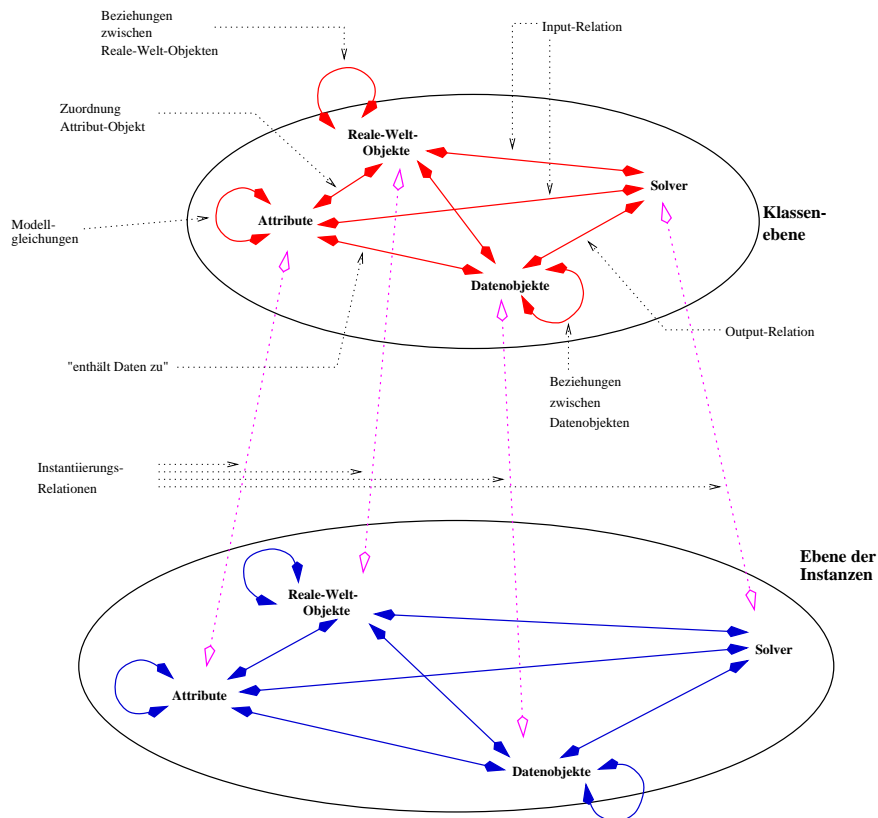 Beziehungen
zwischen
Reale-Welt-Objekten
Input-Relation
Zuordnung
Attribut-Objekt
Reale-Welt-
Objekte
Solver
Attribute
Klassen-
ebene
Modell-
gleichungen
Datenobjekte
Output-Relation
"enthält Daten zu"
Beziehungen
zwischen
Datenobjekten
Instantiierungs-
Relationen
Ebene der
Instanzen
Reale-Welt-
Objekte
Solver
Attribute
Datenobjekte